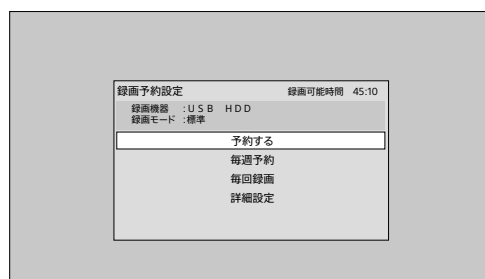 録画予約設定 録画可能時間 45:10
録画機器 :USB HDD
録画モード :標準
予約する
毎週予約
毎回録画
詳細設定